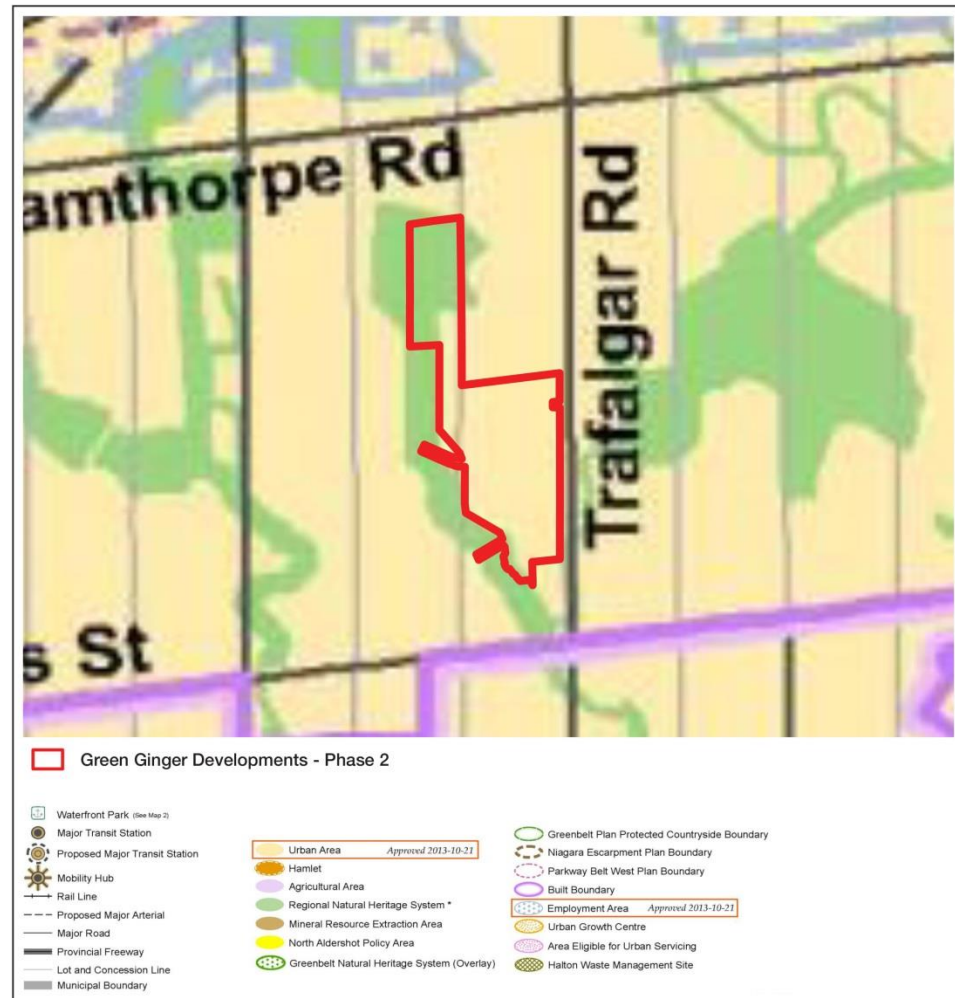 amthorpe Rd
Trafalgar Rd
s St
Green Ginger Developments - Phase 2
Waterfront Park (See Map 2)
Major Transit Station
Proposed Major Transit Station
Mobility Hub
Rail Line
Proposed Major Arterial
Major Road
Provincial Freeway
Lot and Concession Line
Municipal Boundary
Urban Area Approved 2013-10-21
Hamlet
Agricultural Area
Regional Natural Heritage System *
Mineral Resource Extraction Area
North Aldershot Policy Area
Greenbelt Natural Heritage System (Overlay)
Greenbelt Plan Protected Countryside Boundary
Niagara Escarpment Plan Boundary
Parkway Belt West Plan Boundary
Built Boundary
Employment Area Approved 2013-10-21
Urban Growth Centre
Area Eligible for Urban Servicing
Halton Waste Management Site